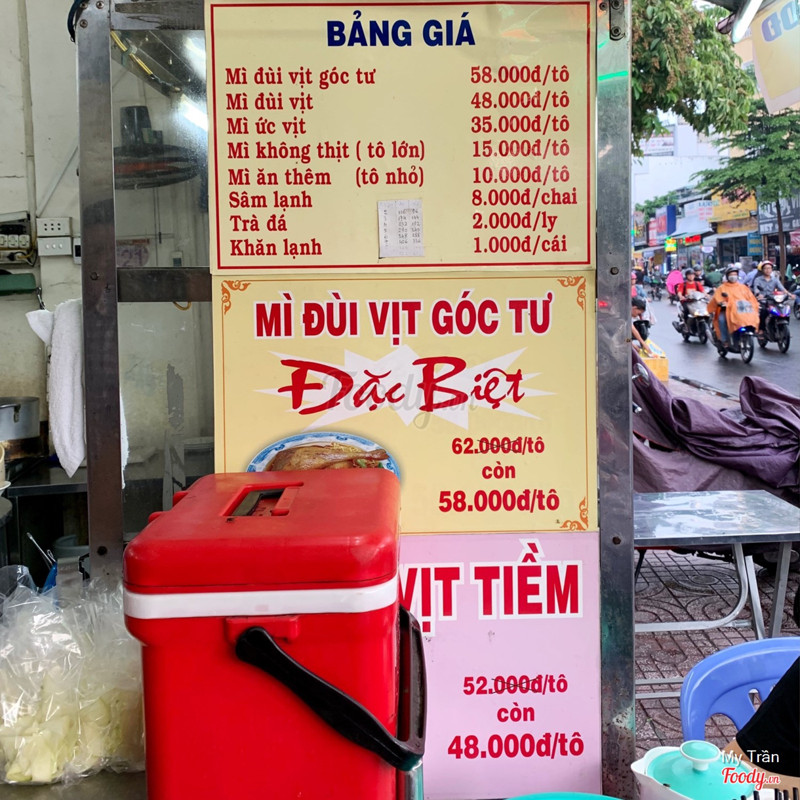 BẢNG GIÁ
Mì đùi vịt góc tư 58.000đ/tô
Mì đùi vịt 48.000đ/tô
Mì ức vịt 35.000đ/tô
Mì không thịt ( tô lớn) 15.000đ/tô
Mì ăn thêm (tô nhỏ) 10.000đ/tô
Sâm lạnh 8.000đ/chai
Trà đá 2.000đ/ly
Khăn lạnh 1.000đ/cái
MÌ ĐÙI VỊT GÓC TƯ
Đặc Biệt
62.000đ/tô
còn
58.000đ/tô
VỊT TIỀM
52.000đ/tô
còn
48.000đ/tô
Foody.vn
My Trần
Foody.vn